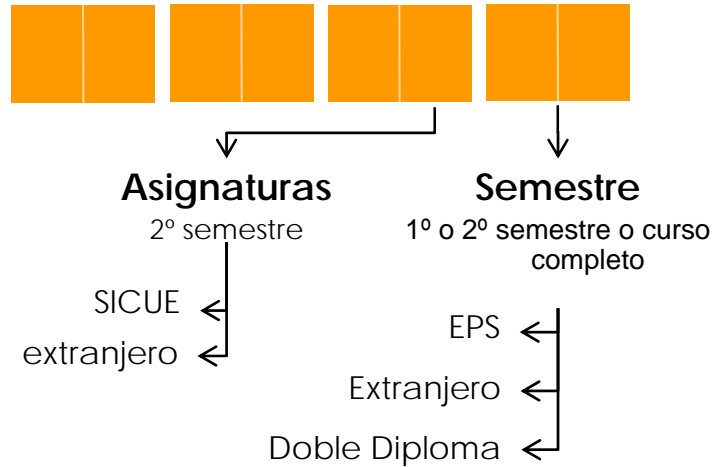 Asignaturas
2º semestre
SICUE
extranjero
Semestre
1º o 2º semestre o curso
completo
EPS
Extranjero
Doble Diploma